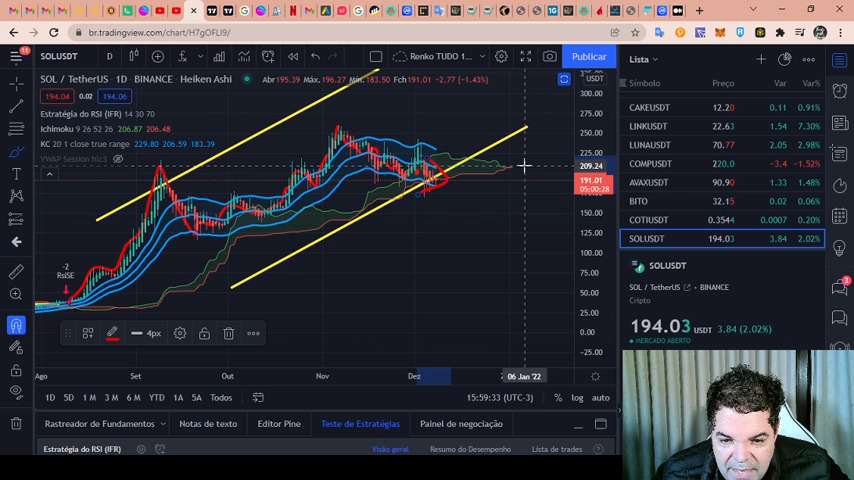 br.tradingview.com/chart/H7gOFLI9/
11
SOLUSDT
D
Renko TUDO 1...
Publicar
Lista
SOL / TetherUS · 1D · BINANCE · Heiken Ashi
Abr195.39 Máx.196.27 Mín.183.50 Fch191.01 −2.77 (−1.43%)
USDT
194.04 0.02 194.06
Estratégia do RSI (IFR) 14 30 70
Ichimoku 9 26 52 26 206.87 206.48
KC 20 1 close true range 229.80 206.59 183.39
VWAP Session hlc3
300.00
275.00
250.00
225.00
209.24
191.01
05:00:28
150.00
125.00
100.00
75.00
50.00
25.00
0.00
-25.00
-2
RsiSE
4px
Ago Set Out Nov Dez 06 Jan '22
1D 5D 1M 3M 6M YTD 1A 5A Todos
15:59:33 (UTC-3) % log auto
Rastreador de Fundamentos Notas de texto Editor Pine Teste de Estratégias Painel de negociação
Estratégia do RSI (IFR) Visão geral Resumo do Desempenho Lista de trades
Símbolo Preço Var Var%
CAKEUSDT 12.20 0.11 0.91%
LINKUSDT 22.63 1.54 7.30%
LUNAUSDT 70.77 2.05 2.98%
COMPUSDT 220.0 −3.4 −1.52%
AVAXUSDT 90.90 1.33 1.48%
BITO 32.15 0.02 0.06%
COTIUSDT 0.3544 0.0007 0.20%
SOLUSDT 194.03 3.84 2.02%
SOLUSDT
SOL / TetherUS · BINANCE
Cripto
194.03 USDT 3.84 (2.02%)
MERCADO ABERTO
3